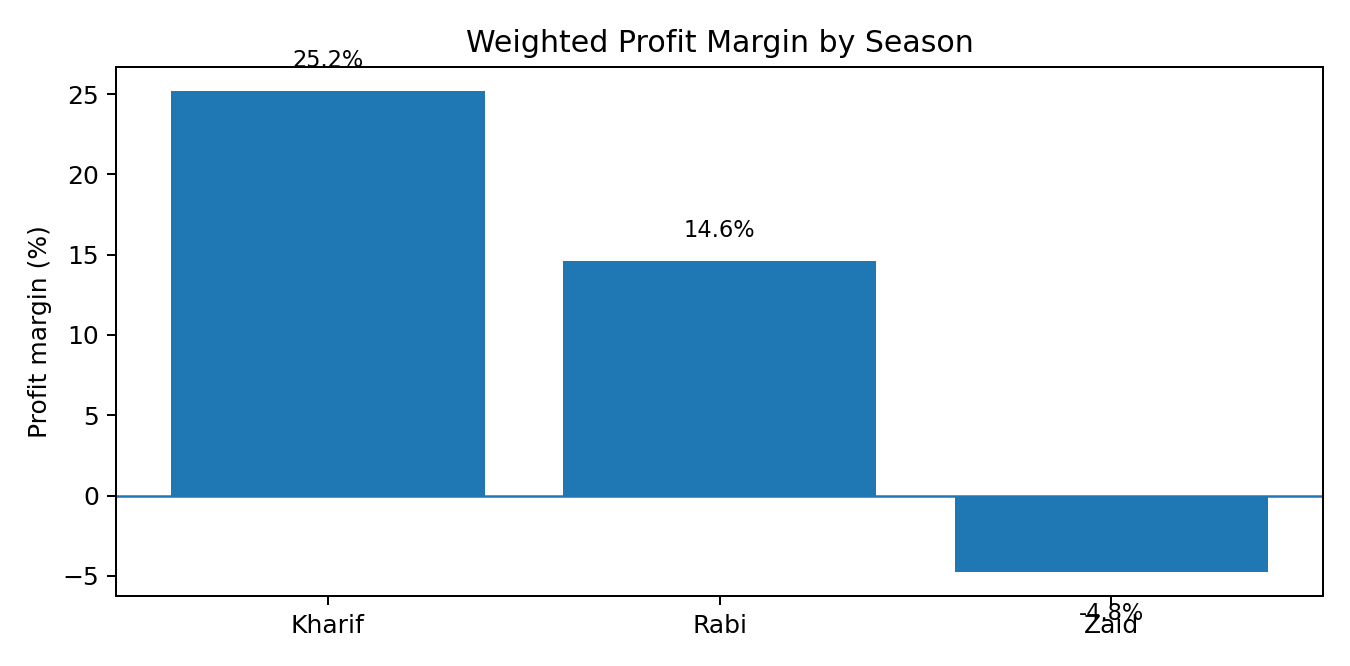 Weighted Profit Margin by Season
25.2%
25
20
14.6%
15
Profit margin (%)
10
5
0
−5
-4.8%
Kharif
Rabi
Zaid